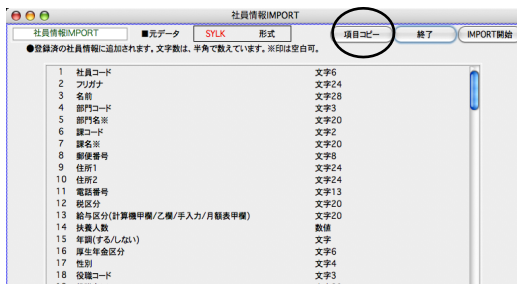 社員情報IMPORT
社員情報IMPORT ■元データ SYLK 形式 項目コピー 終了 IMPORT開始
●登録済の社員情報に追加されます。文字数は、半角で数えています。※印は空白可。
1 社員コード 文字6
2 フリガナ 文字24
3 名前 文字28
4 部門コード 文字3
5 部門名※ 文字20
6 課コード 文字2
7 課名※ 文字20
8 郵便番号 文字8
9 住所1 文字24
10 住所2 文字24
11 電話番号 文字13
12 税区分 文字20
13 給与区分(計算機甲欄/乙欄/手入力/月額表甲欄) 文字20
14 扶養人数 数値
15 年調(する/しない) 文字
16 厚生年金区分 文字6
17 性別 文字4
18 役職コード 文字3